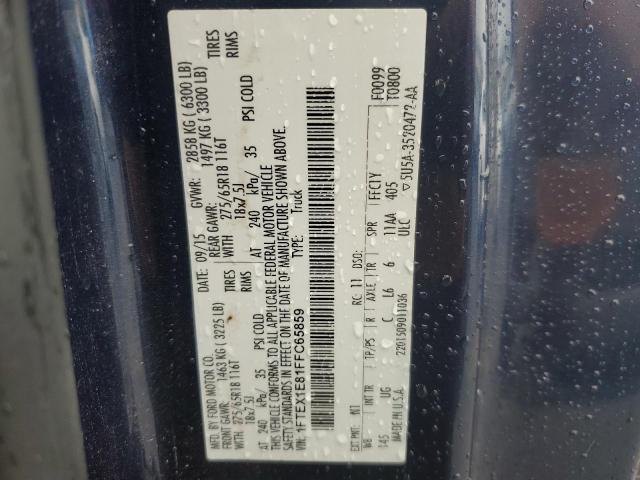 MFD. BY FORD MOTOR CO.
09/15 GVWR: 2858 KG ( 6300 LB)
FRONT GAWR: 1463 KG ( 3225 LB) REAR GAWR: 1497 KG ( 3300 LB)
WITH 275/65R18 116T TIRES WITH 275/65R18 116T TIRES
18x7.5J RIMS 18x7.5J RIMS
AT 240 kPa/ 35 PSI COLD AT 240 kPa/ 35 PSI COLD
THIS VEHICLE CONFORMS TO ALL APPLICABLE FEDERAL MOTOR VEHICLE
SAFETY STANDARDS IN EFFECT ON THE DATE OF MANUFACTURE SHOWN ABOVE.
VIN: 1FTEX1E81FFC65859 Truck
F0099
T0800
EXT PNT: RC: 11 DSO:
WB INT TR TP/PS R AXLE TR SPR TFFCTY
145 UG C L6 6 11AA 405
MADE IN U.S.A. 2201509011036 ULC ▽5U5A-3520472-AA